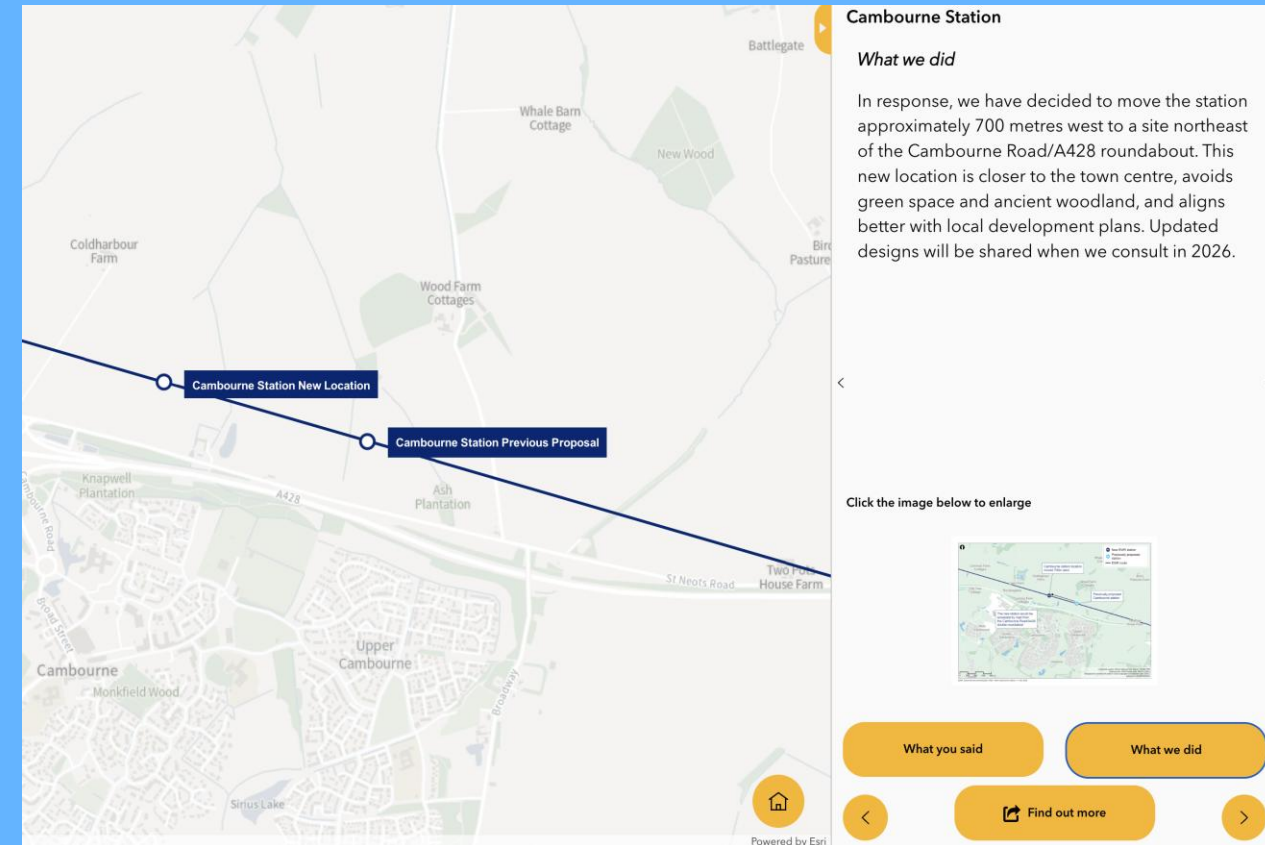 Battlegate
Whale Barn
Cottage
New Wood
Coldharbour
Farm
Pasture
Wood Farm
Cottages
Cambourne Station New Location
Cambourne Station Previous Proposal
Knapwell
Plantation
A428
Ash
Plantation
Cambourne Road
St Neots Road
Two Pots
House Farm
Broad Street
Upper
Cambourne
Cambourne
Monkfield Wood
Broadway
Sirius Lake
Powered by Esri
Cambourne Station
What we did
In response, we have decided to move the station
approximately 700 metres west to a site northeast
of the Cambourne Road/A428 roundabout. This
new location is closer to the town centre, avoids
green space and ancient woodland, and aligns
better with local development plans. Updated
designs will be shared when we consult in 2026.
Click the image below to enlarge
What you said
What we did
Find out more